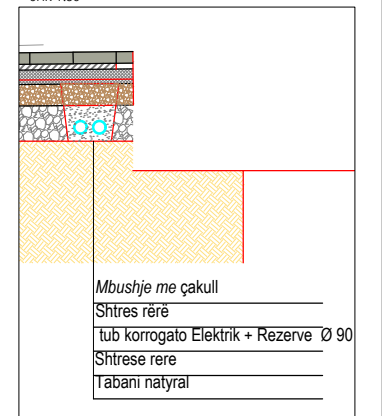 Mbushje me çakull
Shtres rërë
tub korrogato Elektrik + Rezerve Ø 90
Shtrese rere
Tabani natyral